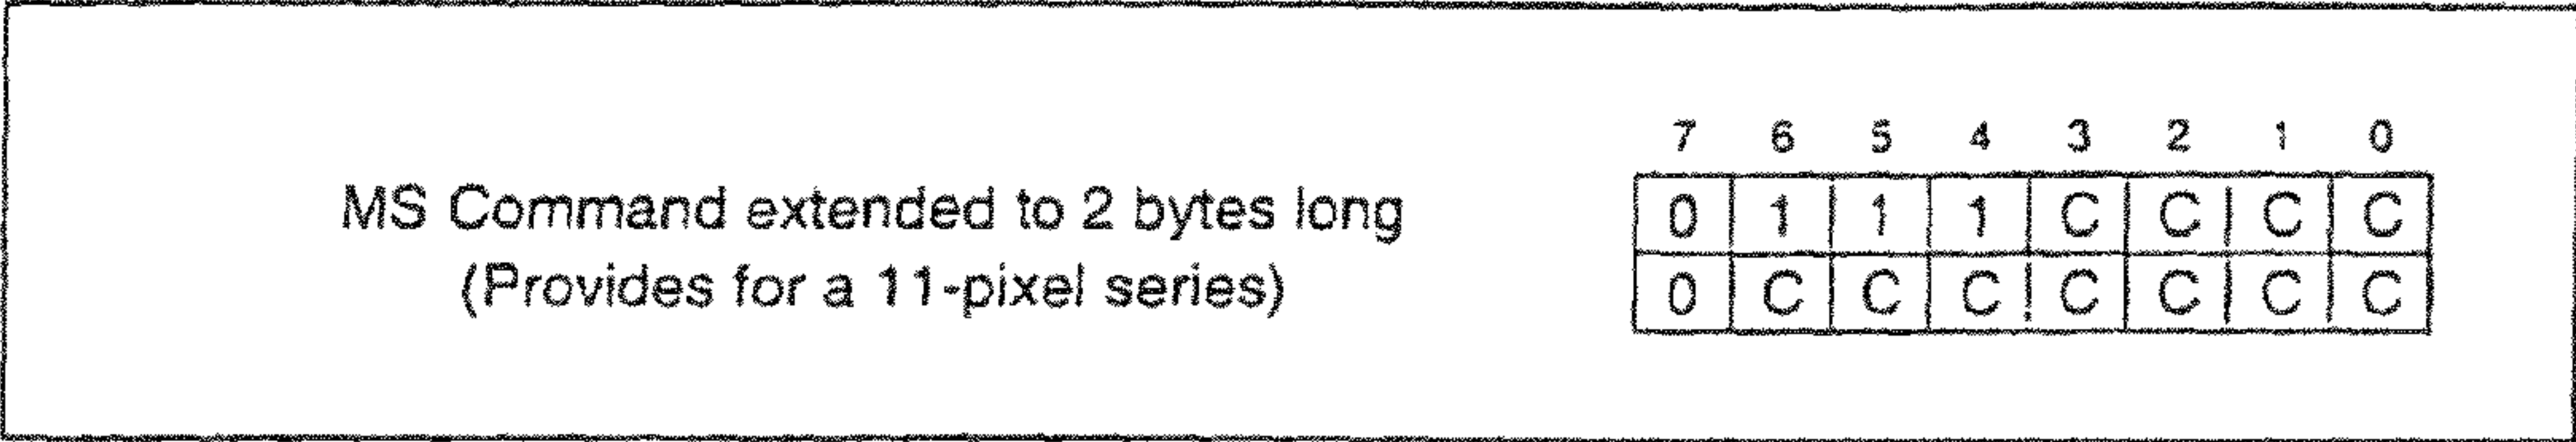 7 6 5 4 3 2 1 0
MS Command extended to 2 bytes long 0 1 1 1 C C C C
(Provides for a 11-pixel series) 0 C C C C C C C